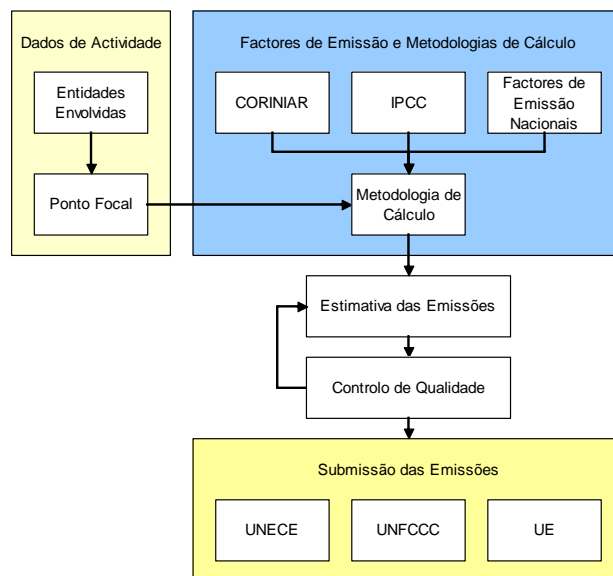 Dados de Actividade
Entidades
Envolvidas
Ponto Focal
Factores de Emissão e Metodologias de Cálculo
CORINIAR
IPCC
Factores de
Emissão
Nacionais
Metodologia de
Cálculo
Estimativa das Emissões
Controlo de Qualidade
Submissão das Emissões
UNECE
UNFCCC
UE